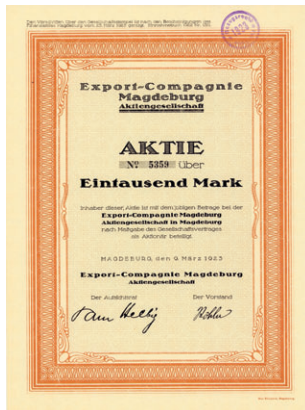 Export-Compagnie
Magdeburg
Aktiengesellschaft
AKTIE
No. 5359 über
Eintausend Mark
Inhaber dieser Aktie ist mit dem obigen Betrage bei der
Export-Compagnie Magdeburg
Aktiengesellschaft in Magdeburg
nach Maßgabe des Gesellschaftsvertrages
als Aktionär beteiligt
MAGDEBURG, den 9. März 1923
Export-Compagnie Magdeburg
Aktiengesellschaft
Der Aufsichtsrat
Der Vorstand